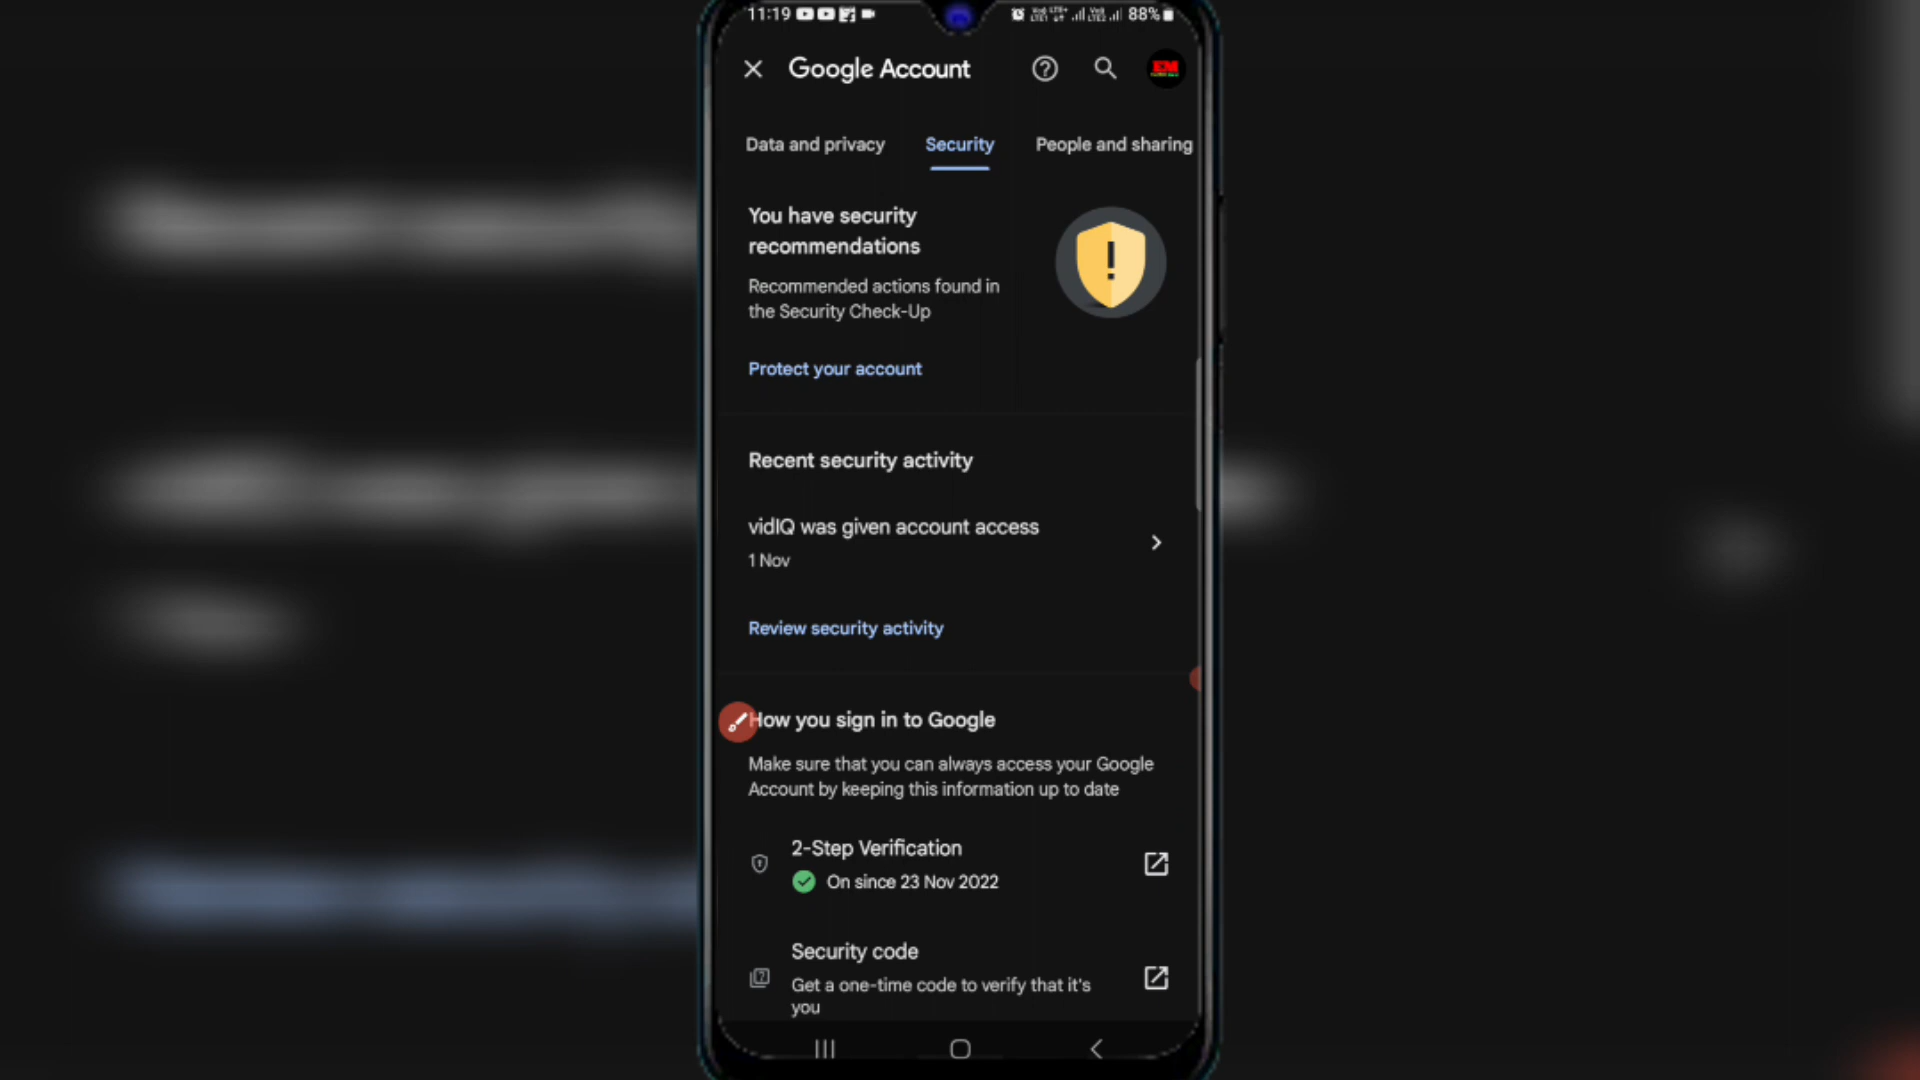 11:19 88%
Google Account
EM
Data and privacy Security People and sharing
You have security
recommendations
Recommended actions found in
the Security Check-Up
Protect your account
Recent security activity
vidIQ was given account access
1 Nov
Review security activity
How you sign in to Google
Make sure that you can always access your Google
Account by keeping this information up to date
2-Step Verification
On since 23 Nov 2022
Security code
Get a one-time code to verify that it's
you